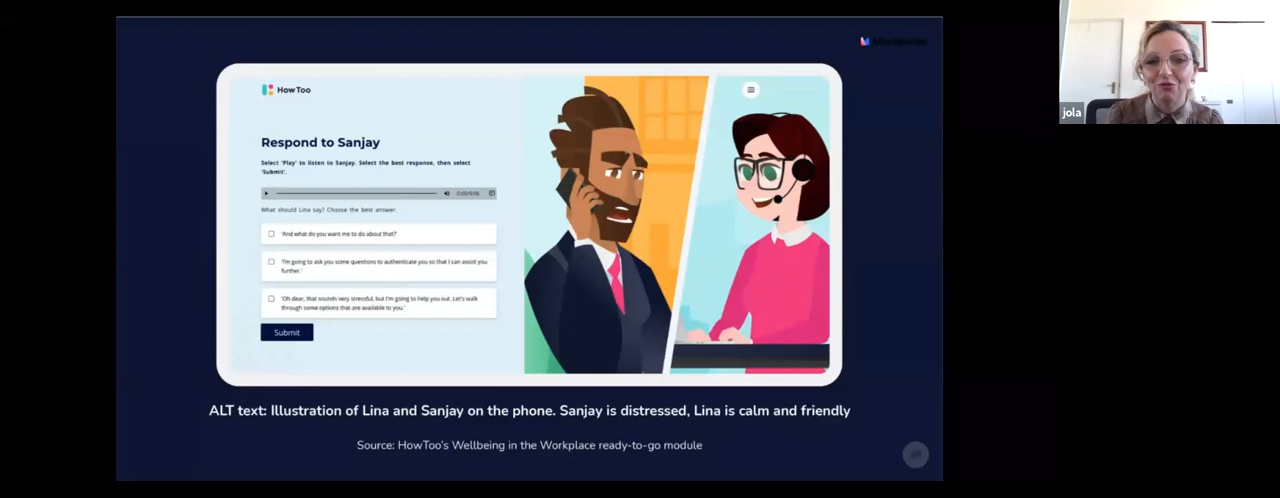 HowToo
Respond to Sanjay
Select 'Play' to listen to Sanjay. Select the best response, then select
'Submit'.
0:00/0:06
What should Lina say? Choose the best answer.
'And what do you want me to do about that?'
'I'm going to ask you some questions to authenticate you so that I can assist you
further.'
'Oh dear, that sounds very stressful, but I'm going to help you out. Let's walk
through some options that are available to you.'
Submit
ALT text: Illustration of Lina and Sanjay on the phone. Sanjay is distressed, Lina is calm and friendly
Source: HowToo's Wellbeing in the Workplace ready-to-go module
jola